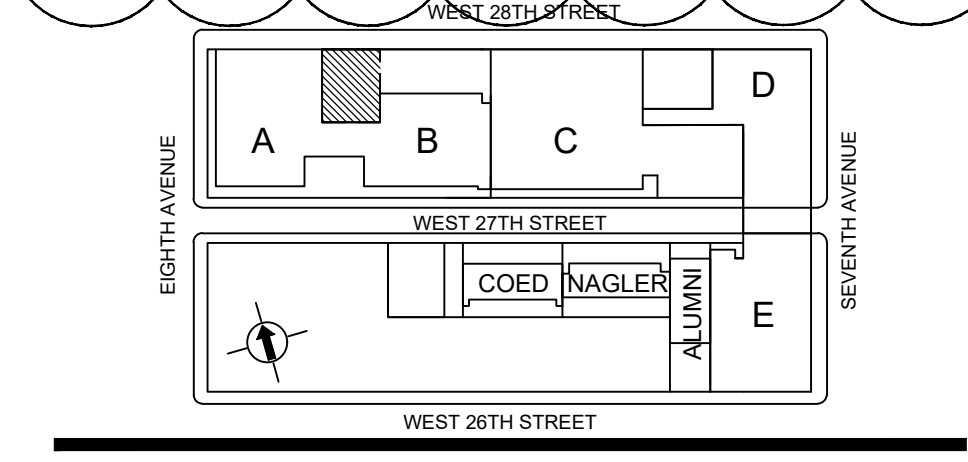 WEST 28TH STREET
D
A
B
C
EIGHTH AVENUE
SEVENTH AVENUE
WEST 27TH STREET
COED
NAGLER
ALUMNI
E
WEST 26TH STREET